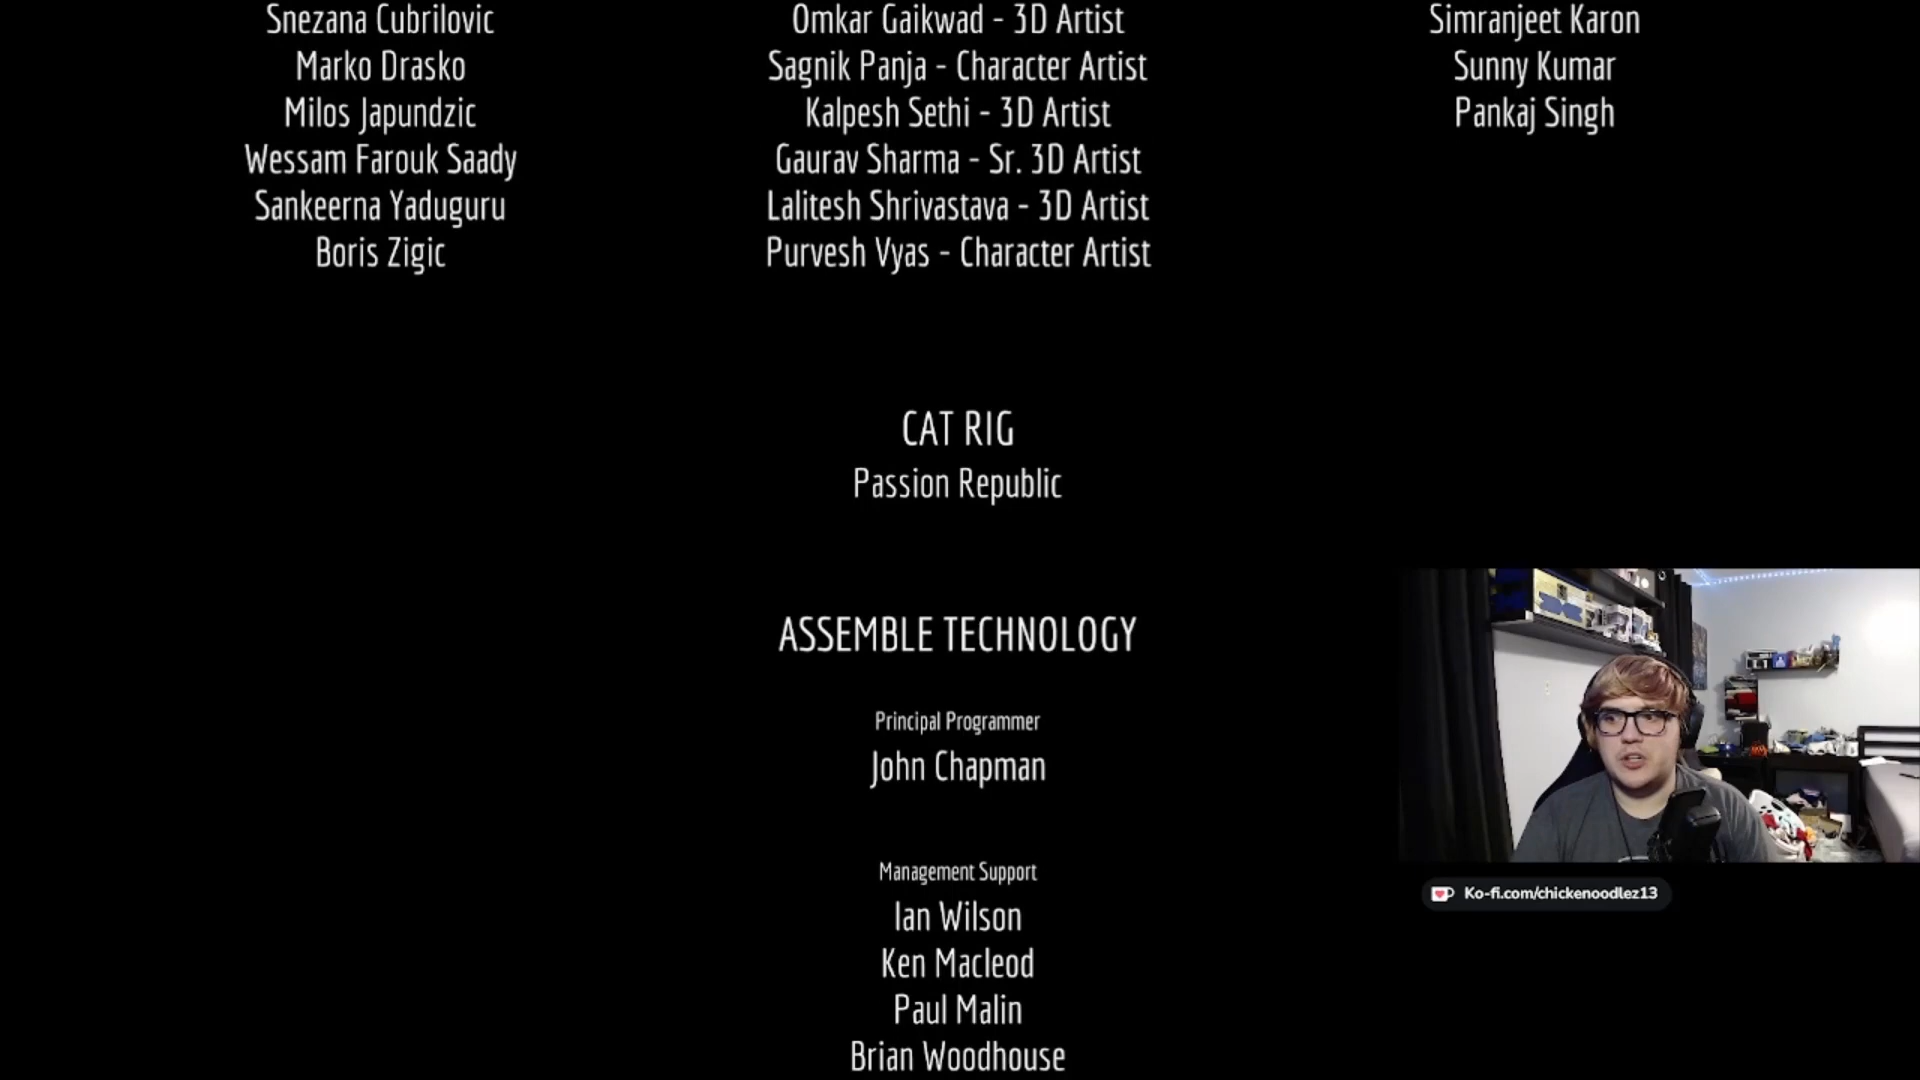 Snezana Cubrilovic
Marko Drasko
Milos Japundzic
Wessam Farouk Saady
Sankeerna Yaduguru
Boris Zigic
Omkar Gaikwad - 3D Artist
Sagnik Panja - Character Artist
Kalpesh Sethi - 3D Artist
Gaurav Sharma - Sr. 3D Artist
Lalitesh Shrivastava - 3D Artist
Purvesh Vyas - Character Artist
Simranjeet Karon
Sunny Kumar
Pankaj Singh
CAT RIG
Passion Republic
ASSEMBLE TECHNOLOGY
Principal Programmer
John Chapman
Management Support
Ian Wilson
Ken Macleod
Paul Malin
Brian Woodhouse
Ko-fi.com/chickenoodlez13